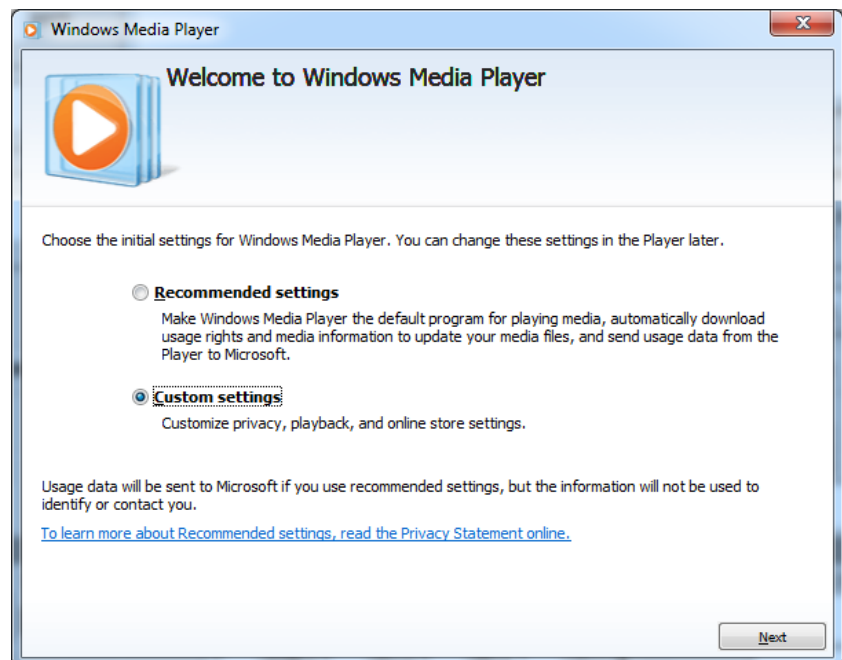 Windows Media Player
Welcome to Windows Media Player
Choose the initial settings for Windows Media Player. You can change these settings in the Player later.
Recommended settings
Make Windows Media Player the default program for playing media, automatically download
usage rights and media information to update your media files, and send usage data from the
Player to Microsoft.
Custom settings
Customize privacy, playback, and online store settings.
Usage data will be sent to Microsoft if you use recommended settings, but the information will not be used to
identify or contact you.
To learn more about Recommended settings, read the Privacy Statement online.
Next